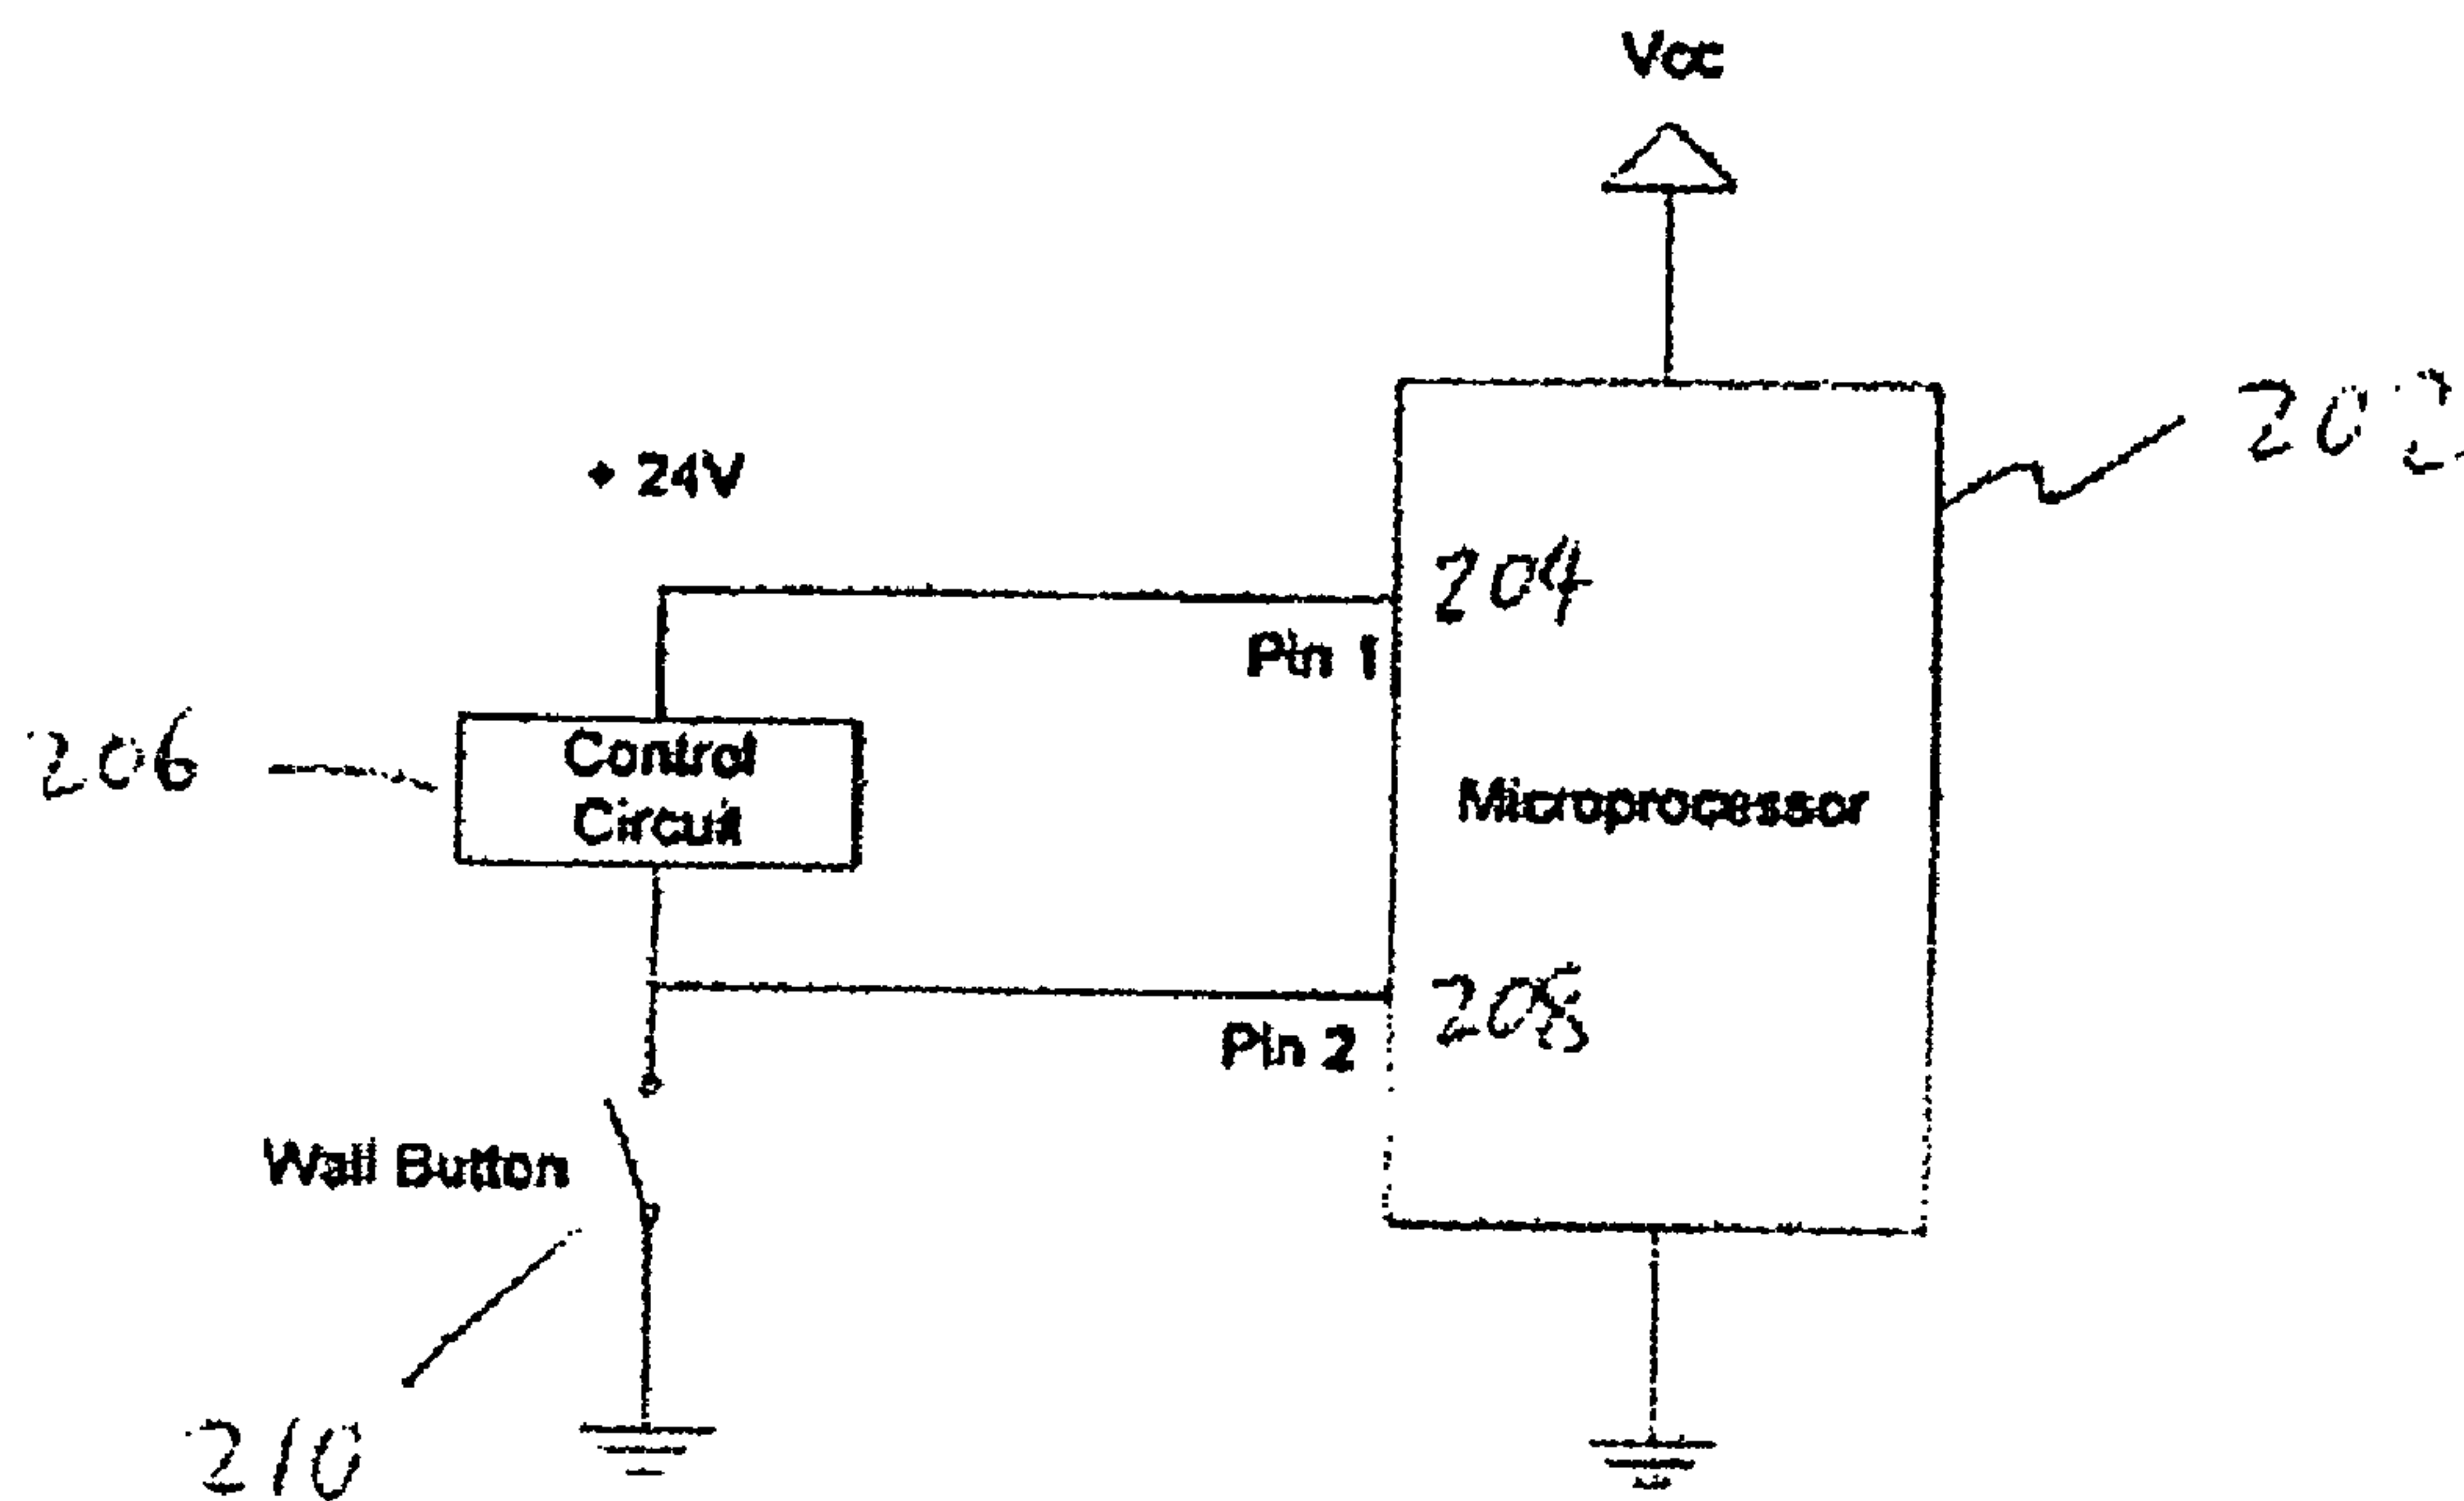 Vcc
202
+ 24V
204
Pin 1
206
Control
Circuit
Microprocessor
Pin 2
Wall Button
210